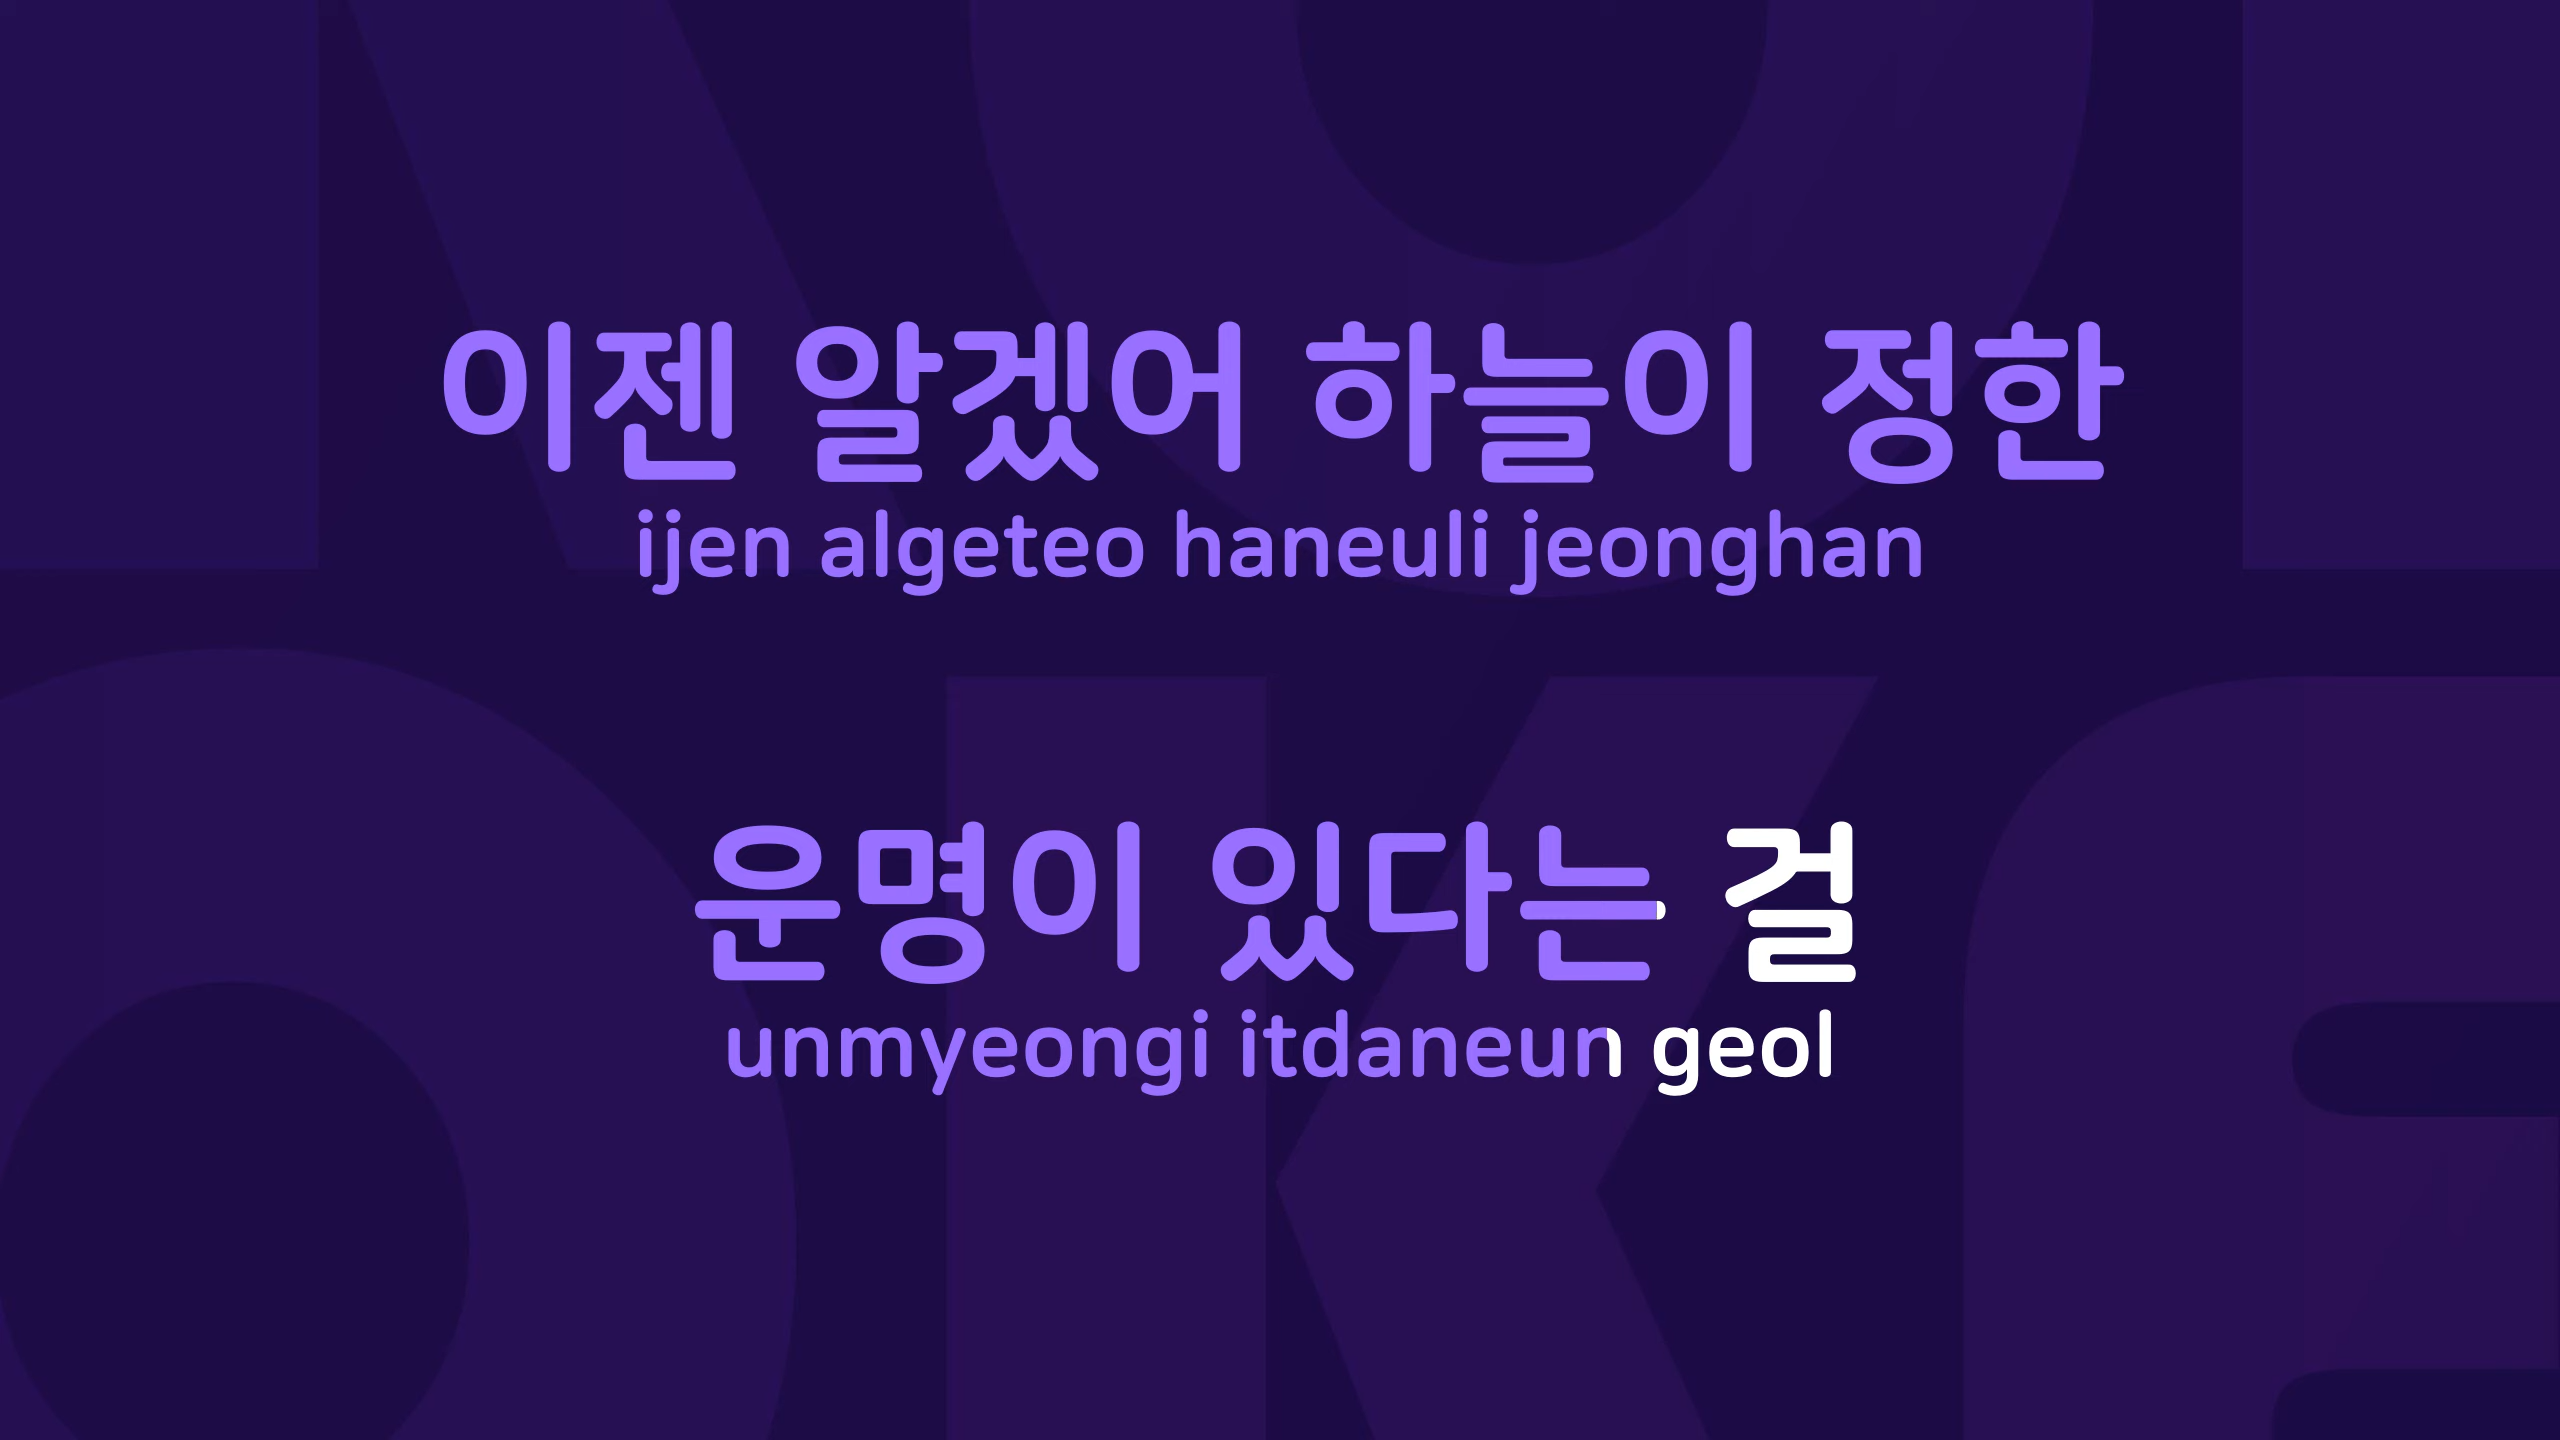 이젠 알겠어 하늘이 정한
ijen algeteo haneuli jeonghan
운명이 있다는 걸
unmyeongi itdaneun geol